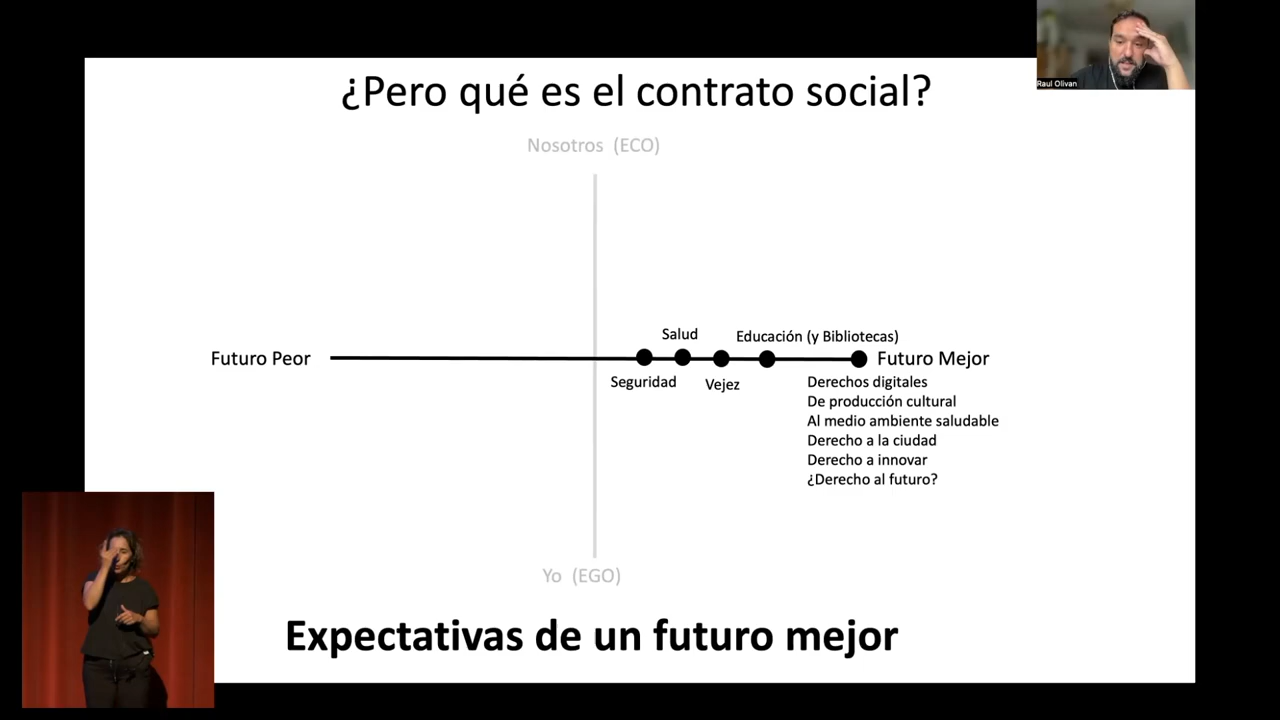 ¿Pero qué es el contrato social?
Raul Olivan
Nosotros (ECO)
Salud
Educación (y Bibliotecas)
Futuro Peor
Futuro Mejor
Seguridad
Vejez
Derechos digitales
De producción cultural
Al medio ambiente saludable
Derecho a la ciudad
Derecho a innovar
¿Derecho al futuro?
Yo (EGO)
Expectativas de un futuro mejor